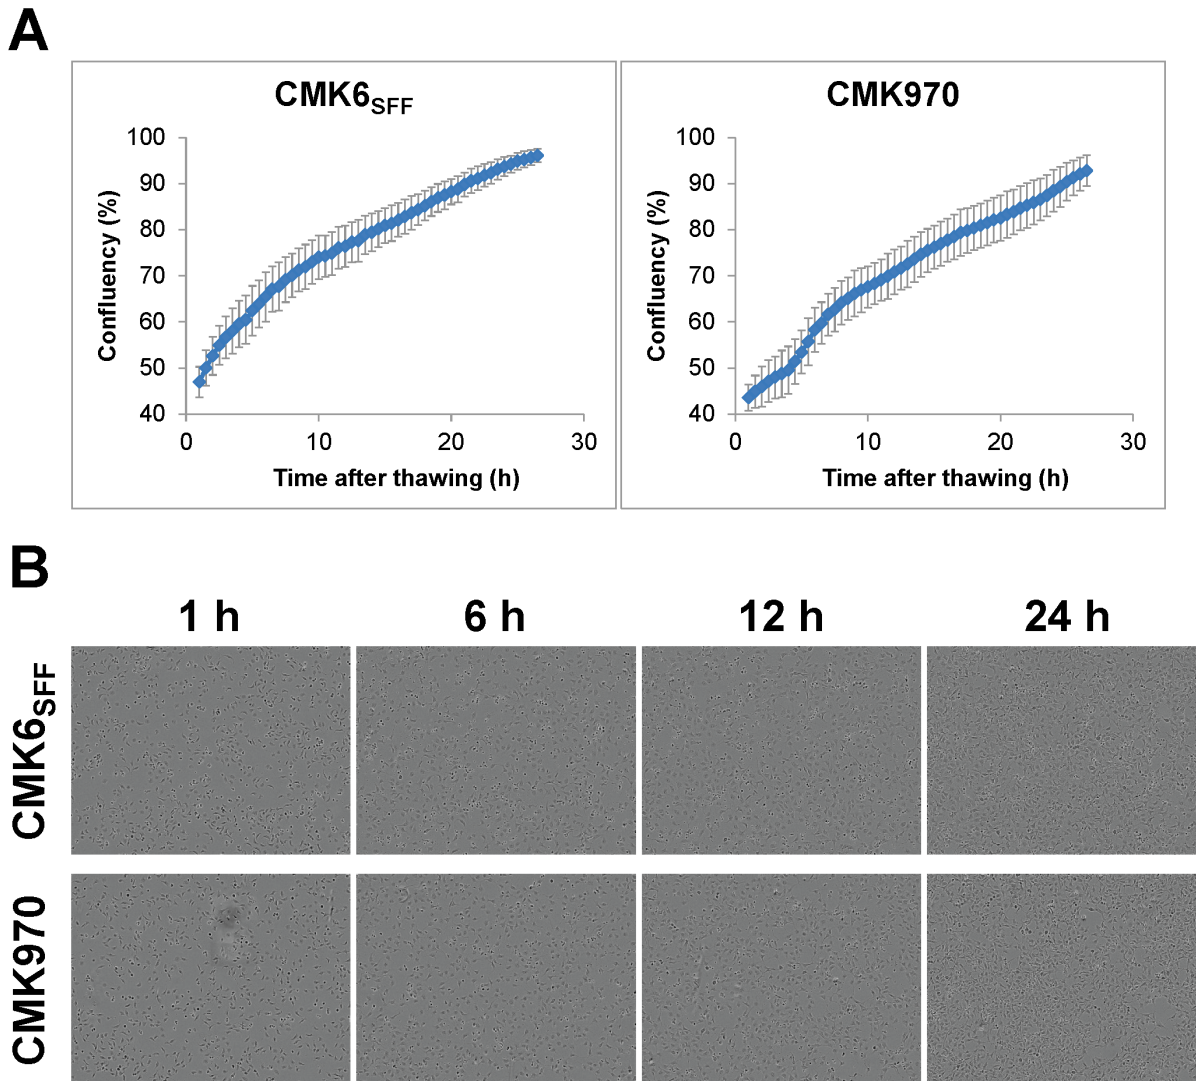 A
CMK6SFF
CMK970
100
90
80
70
60
50
40
Confluency (%)
0
10
20
30
Time after thawing (h)
100
90
80
70
60
50
40
Confluency (%)
0
10
20
30
Time after thawing (h)
B
1 h
6 h
12 h
24 h
CMK6SFF
CMK970